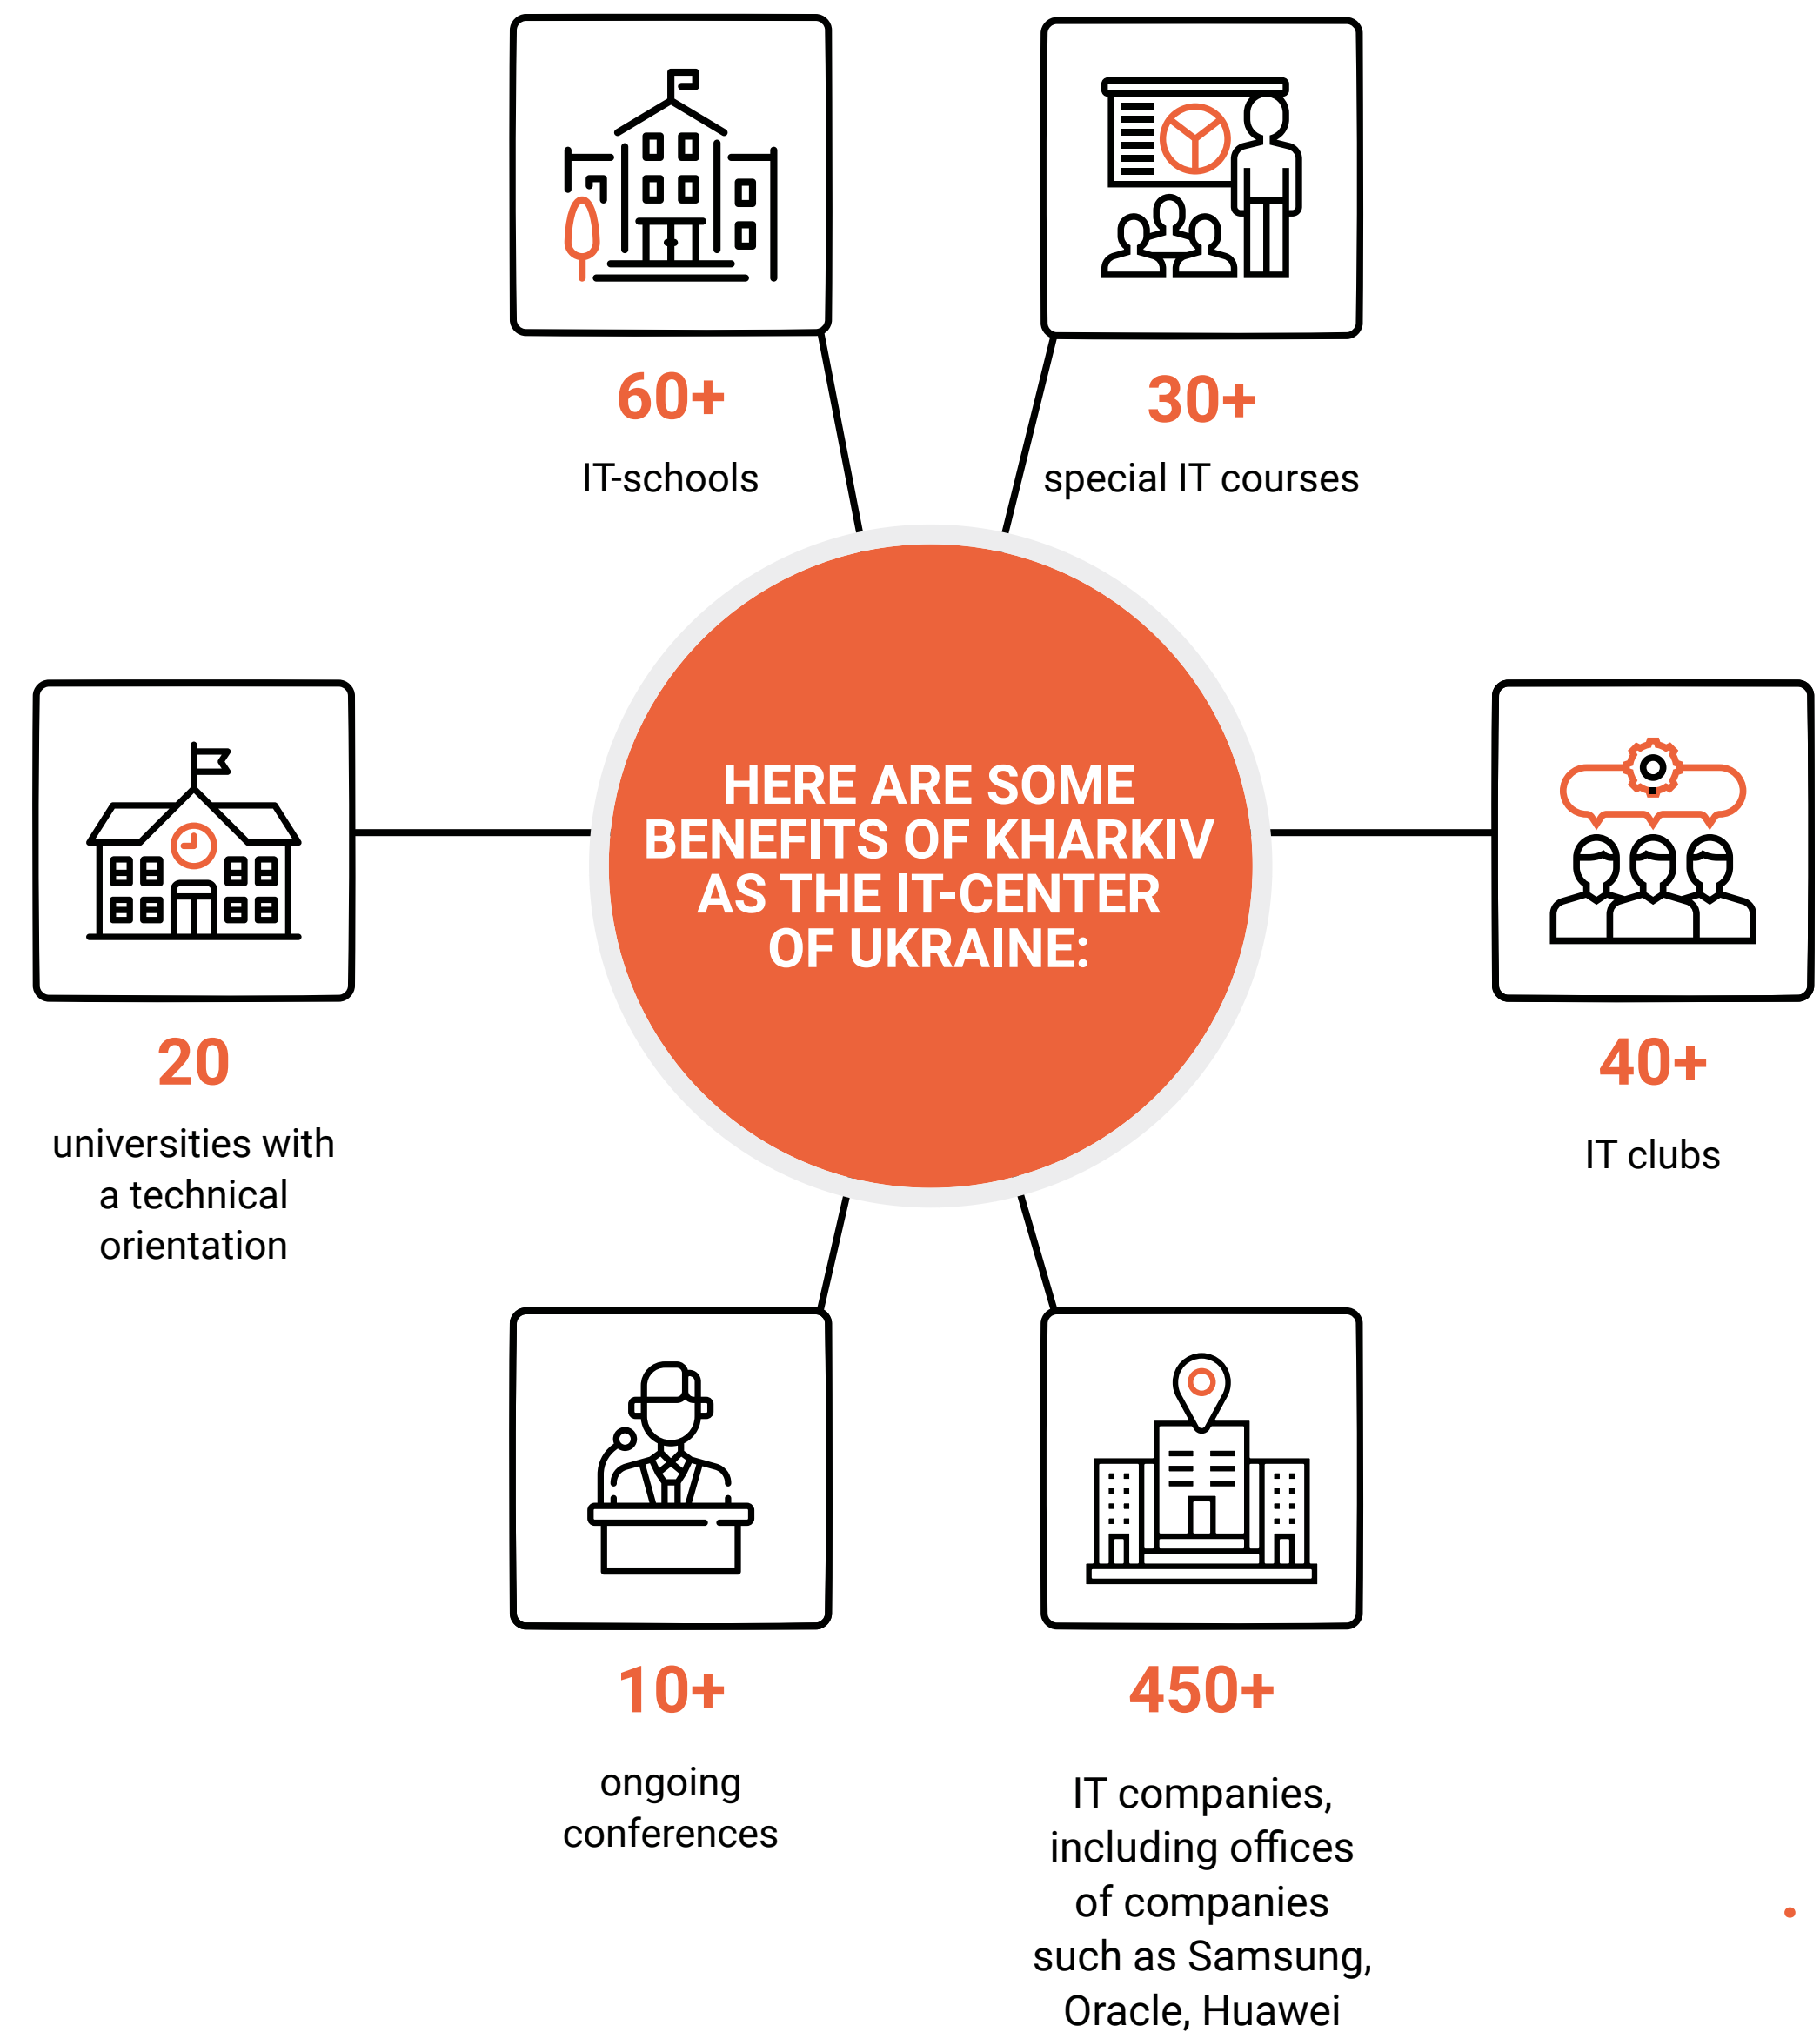 60+
IT-schools
30+
special IT courses
HERE ARE SOME
BENEFITS OF KHARKIV
AS THE IT-CENTER
OF UKRAINE:
20
universities with
a technical
orientation
40+
IT clubs
10+
ongoing
conferences
450+
IT companies,
including offices
of companies
such as Samsung,
Oracle, Huawei